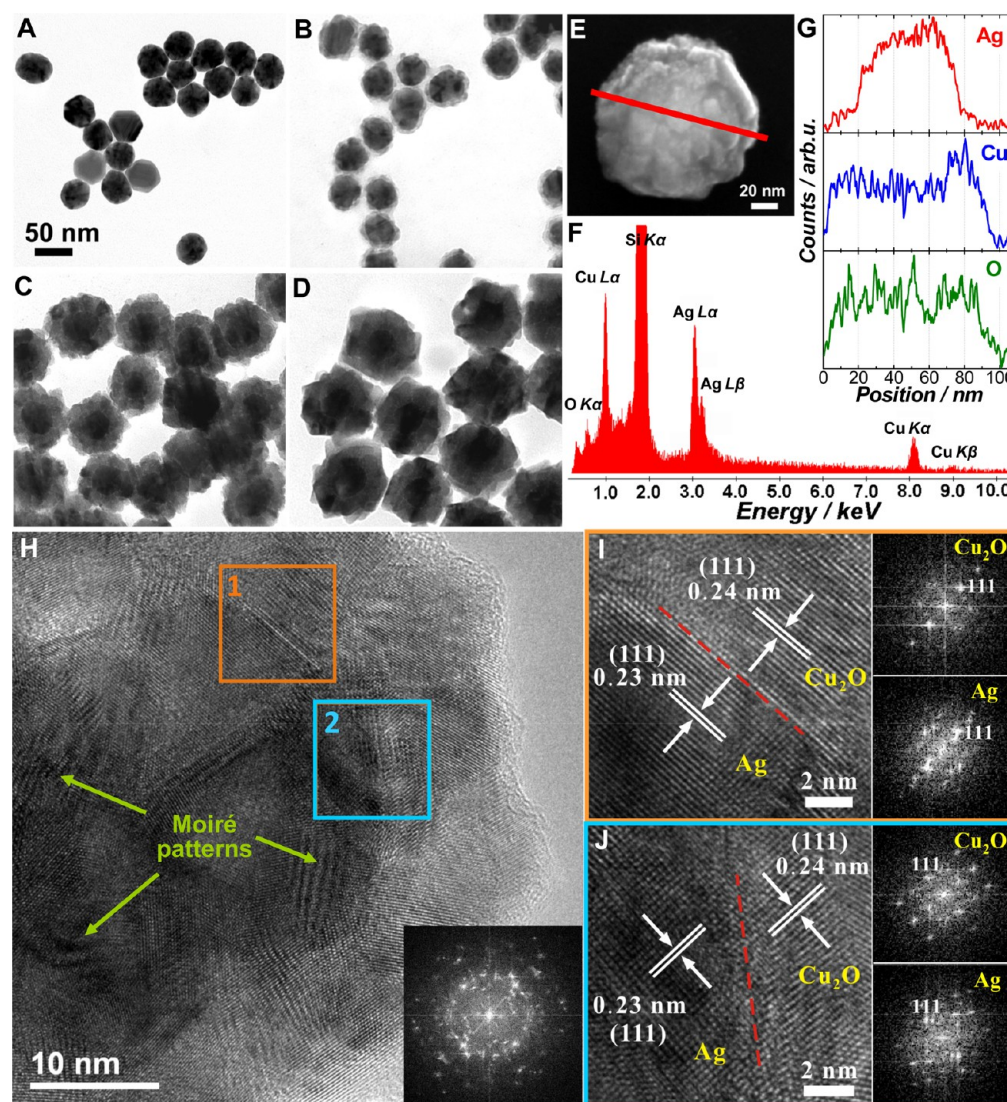 A
50 nm
B
C
D
E
20 nm
F
Si Kα
Cu Lα
O Kα
Ag Lα
Ag Lβ
Cu Kα
Cu Kβ
1.0 2.0 3.0 4.0 5.0 6.0 7.0 8.0 9.0 10.0
Energy / keV
G
Ag
Cu
O
Counts / arb.u.
0 20 40 60 80 100
Position / nm
H
1
2
Moiré
patterns
10 nm
I
(111)
0.24 nm
(111)
0.23 nm
Cu₂O
Ag
2 nm
Cu₂O
111
Ag
111
J
(111)
0.24 nm
Cu₂O
0.23 nm
(111)
Ag
2 nm
Cu₂O
111
Ag
111